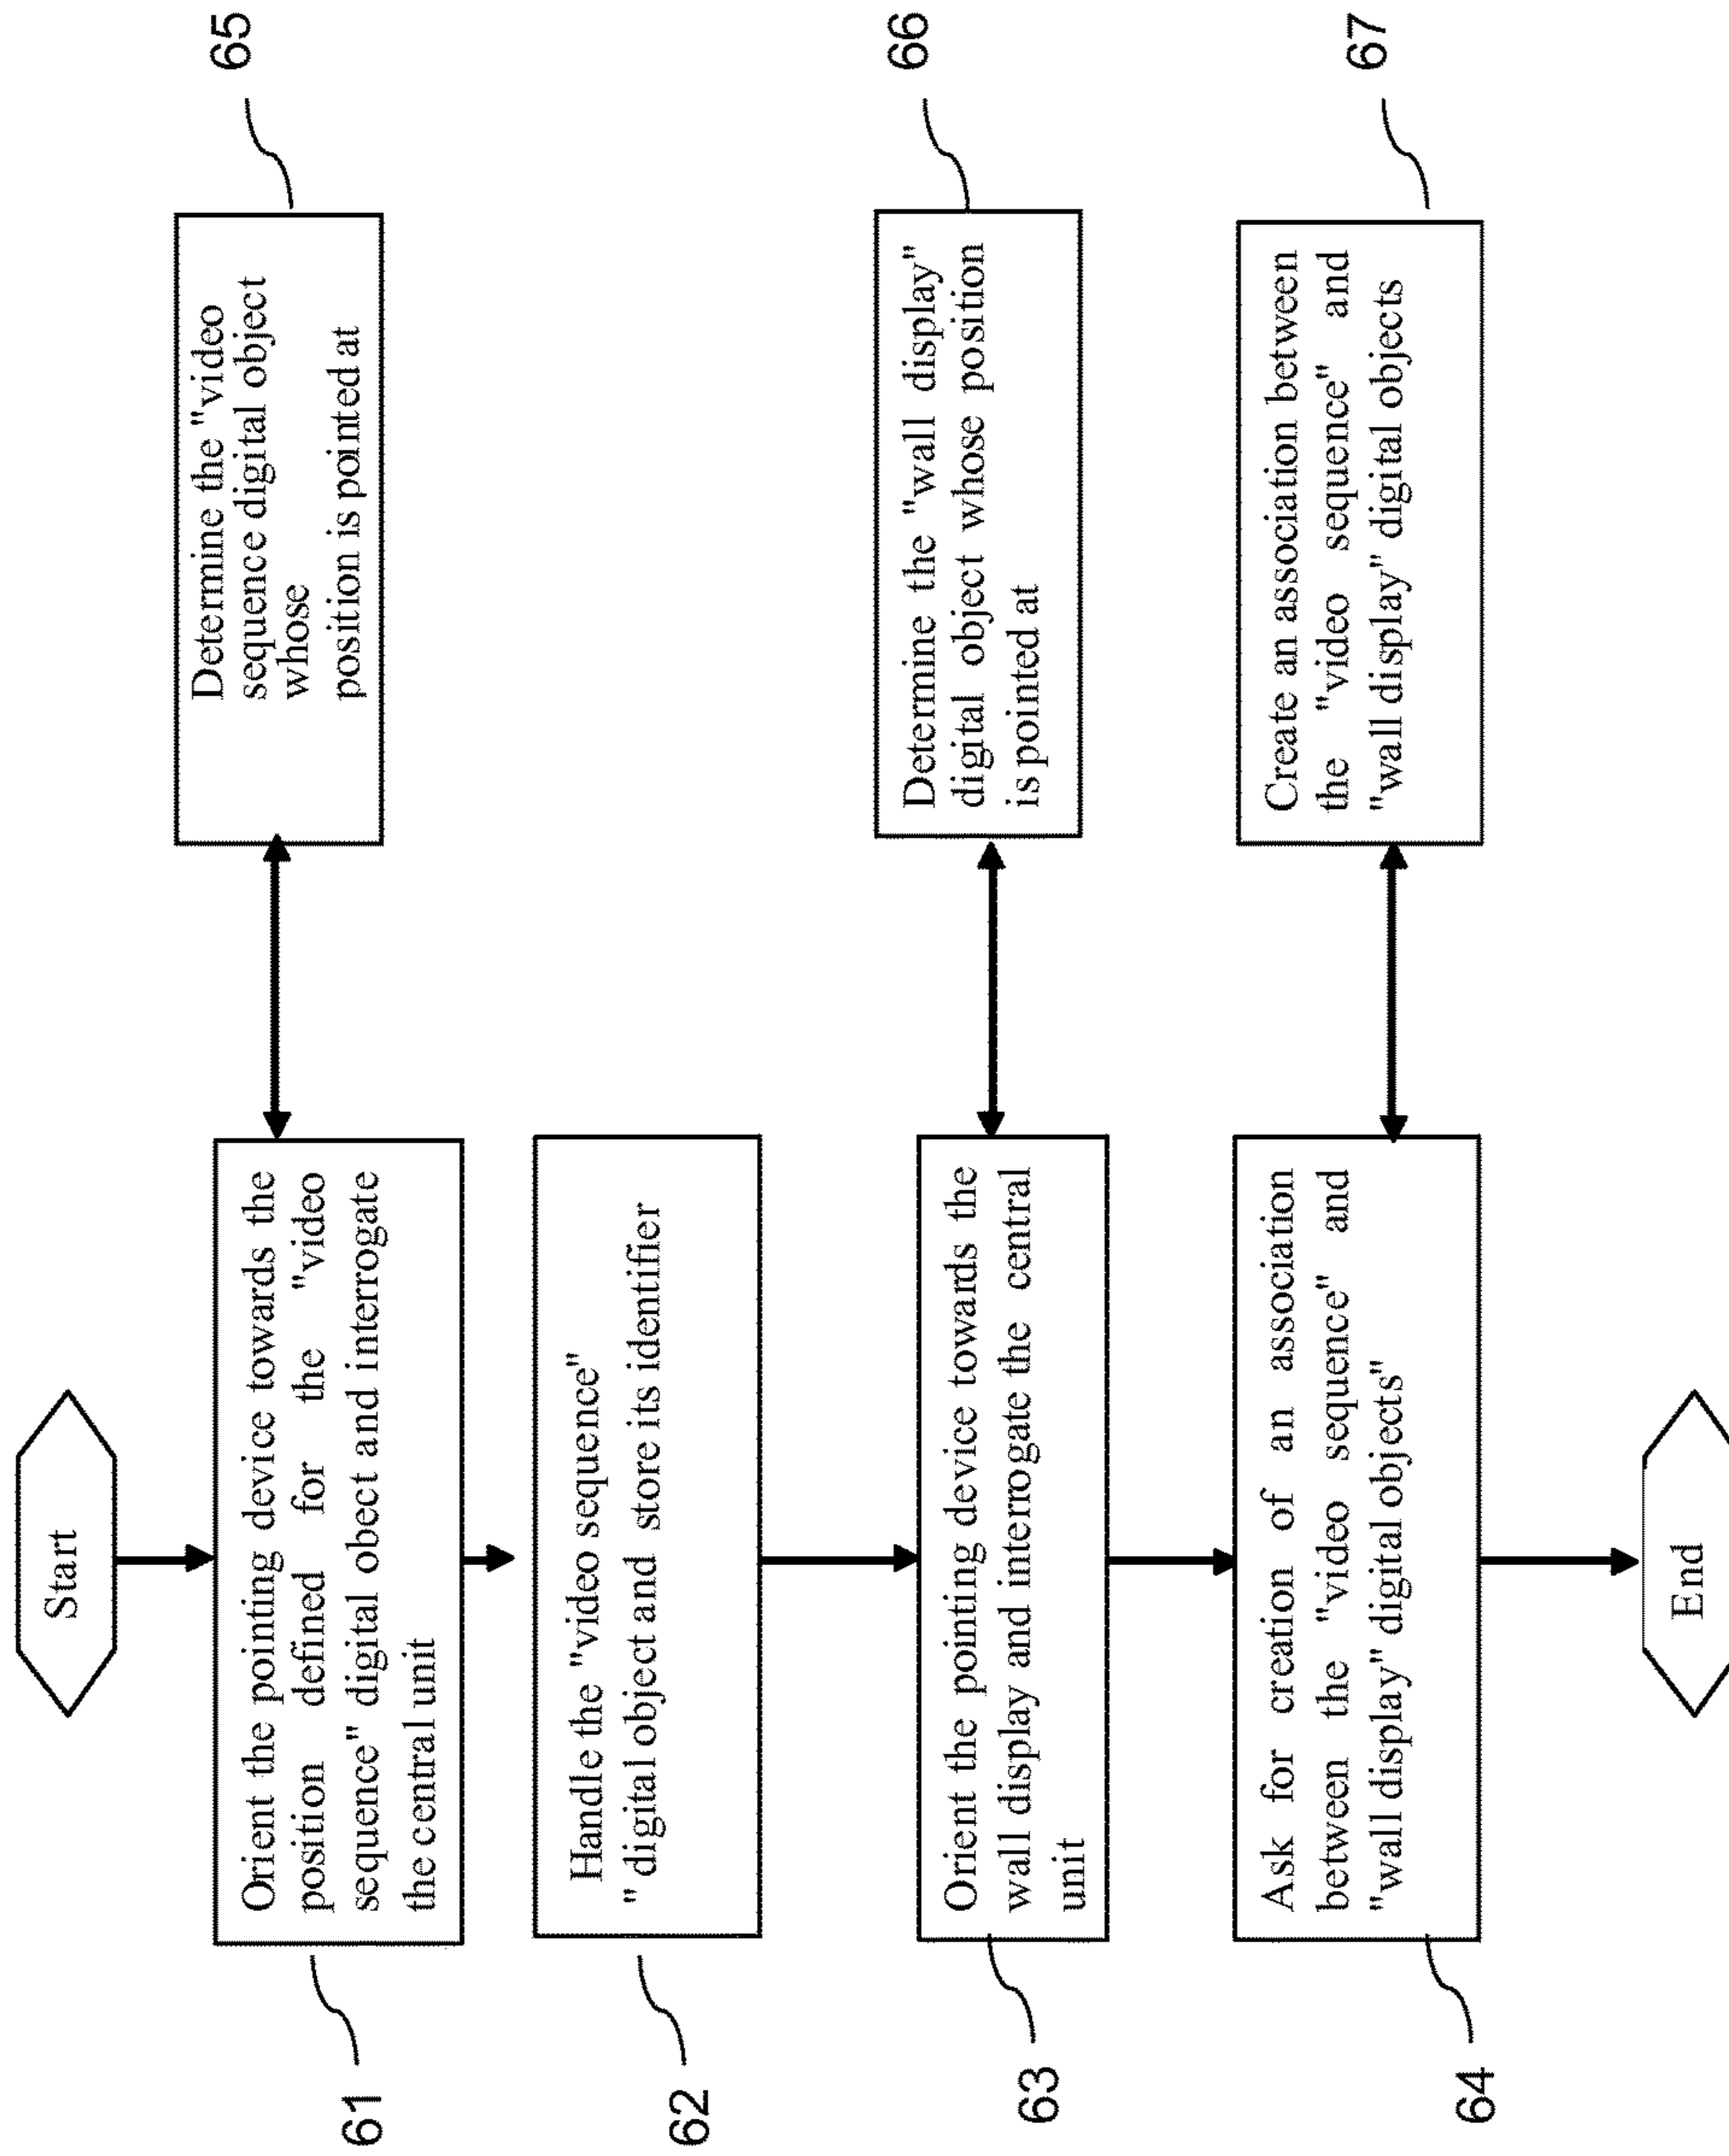 Start
Orient the pointing device towards the
position defined for the "video
sequence" digital obect and interrogate
the central unit
61
Determine the "video
sequence digital object
whose
position is pointed at
65
Handle the "video sequence"
" digital object and store its identifier
62
Orient the pointing device towards the
wall display and interrogate the central
unit
63
Determine the "wall display"
digital object whose position
is pointed at
66
Ask for creation of an association
between the "video sequence" and
"wall display" digital objects"
64
Create an association between
the "video sequence" and
"wall display" digital objects
67
End